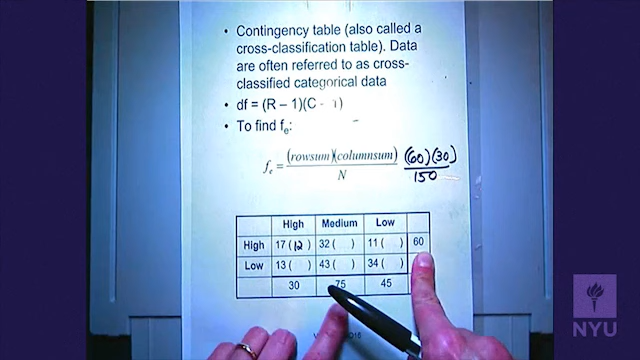 • Contingency table (also called a
cross-classification table). Data
are often referred to as cross-
classified categorical data
• df = (R – 1)(C - 1)
• To find fe:
fe = (rowsum)(columnsum) / N (60)(30) / 150
High Medium Low
High 17 (12) 32 ( ) 11 ( ) 60
Low 13 ( ) 43 ( ) 34 ( )
30 75 45
NYU